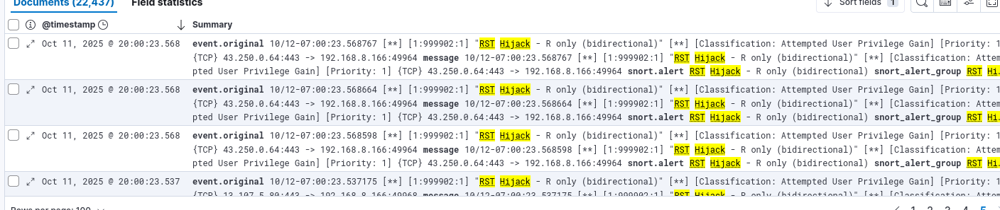 Documents (22,437) Field statistics Sort fields 1
@timestamp Summary
Oct 11, 2025 @ 20:00:23.568 event.original 10/12-07:00:23.568767 [**] [1:999902:1] "RST Hijack - R only (bidirectional)" [**] [Classification: Attempted User Privilege Gain] [Priority: 1
{TCP} 43.250.0.64:443 -> 192.168.8.166:49964 message 10/12-07:00:23.568767 [**] [1:999902:1] "RST Hijack - R only (bidirectional)" [**] [Classification: Attem
pted User Privilege Gain] [Priority: 1] {TCP} 43.250.0.64:443 -> 192.168.8.166:49964 snort.alert RST Hijack - R only (bidirectional) snort_alert_group RST Hi
Oct 11, 2025 @ 20:00:23.568 event.original 10/12-07:00:23.568664 [**] [1:999902:1] "RST Hijack - R only (bidirectional)" [**] [Classification: Attempted User Privilege Gain] [Priority: 1
{TCP} 43.250.0.64:443 -> 192.168.8.166:49964 message 10/12-07:00:23.568664 [**] [1:999902:1] "RST Hijack - R only (bidirectional)" [**] [Classification: Attem
pted User Privilege Gain] [Priority: 1] {TCP} 43.250.0.64:443 -> 192.168.8.166:49964 snort.alert RST Hijack - R only (bidirectional) snort_alert_group RST Hi
Oct 11, 2025 @ 20:00:23.568 event.original 10/12-07:00:23.568598 [**] [1:999902:1] "RST Hijack - R only (bidirectional)" [**] [Classification: Attempted User Privilege Gain] [Priority: 1
{TCP} 43.250.0.64:443 -> 192.168.8.166:49964 message 10/12-07:00:23.568598 [**] [1:999902:1] "RST Hijack - R only (bidirectional)" [**] [Classification: Attem
pted User Privilege Gain] [Priority: 1] {TCP} 43.250.0.64:443 -> 192.168.8.166:49964 snort.alert RST Hijack - R only (bidirectional) snort_alert_group RST Hi
Oct 11, 2025 @ 20:00:23.537 event.original 10/12-07:00:23.537175 [**] [1:999902:1] "RST Hijack - R only (bidirectional)" [**] [Classification: Attempted User Privilege Gain] [Priority: 1
{TCP} 13.107.5.80:443 -> 192.168.8.166:49968 message 10/12-07:00:23.537175 [**] [1:999902:1] "RST Hijack - R only (bidirectional)" [**] [Classification: Attem
Rows per page: 100 1 2 3 4 5